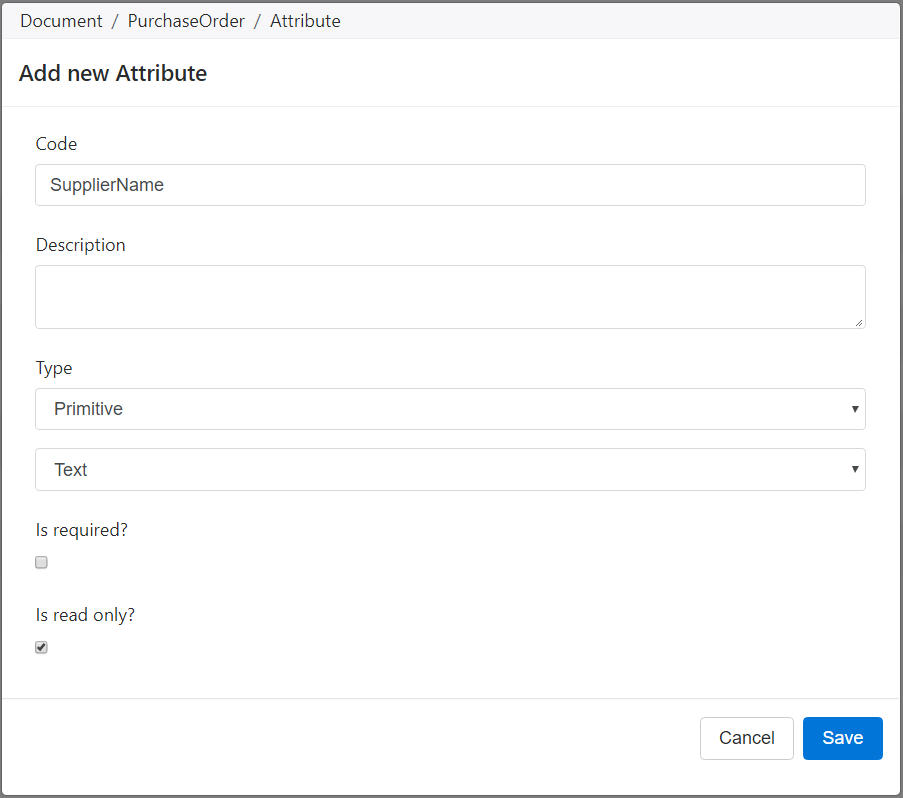 Document / PurchaseOrder / Attribute
Add new Attribute
Code
SupplierName
Description
Type
Primitive
Text
Is required?
Is read only?
Cancel Save